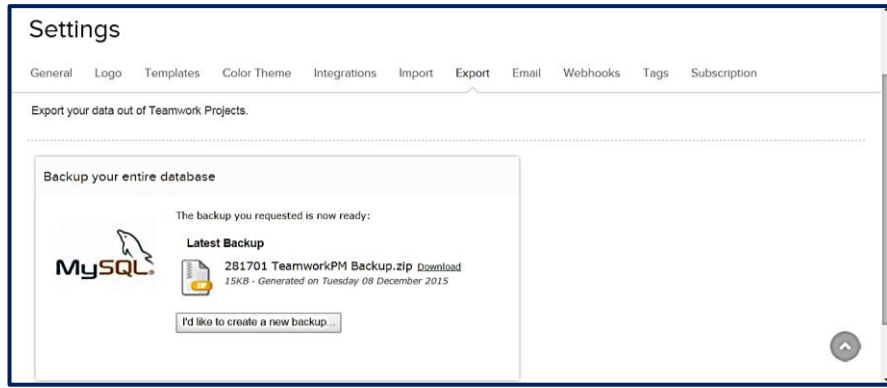 Settings
General Logo Templates Color Theme Integrations Import Export Email Webhooks Tags Subscription
Export your data out of Teamwork Projects.
Backup your entire database
The backup you requested is now ready:
Latest Backup
MySQL.
281701 TeamworkPM Backup.zip Download
ZIP
15KB - Generated on Tuesday 08 December 2015
I'd like to create a new backup...